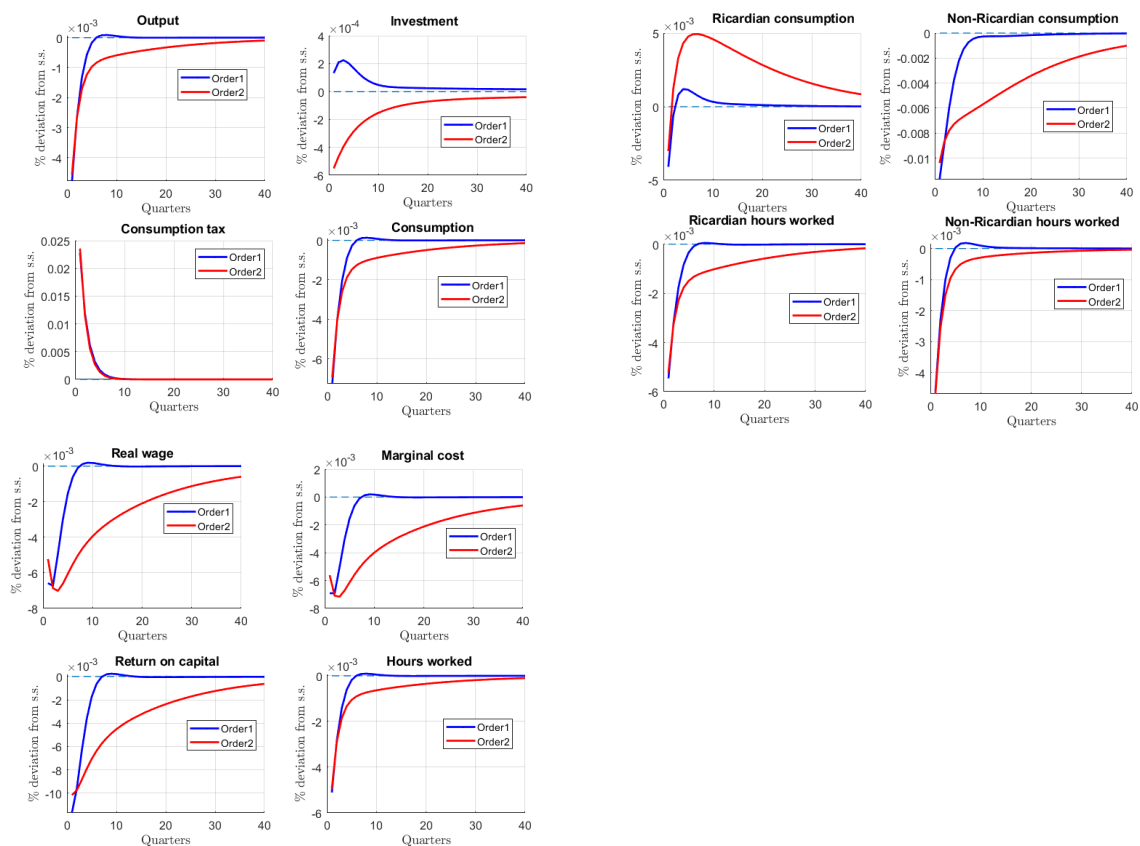 Output
×10⁻³
% deviation from s.s.
0
-1
-2
-3
-4
Order1
Order2
0 10 20 30 40
Quarters
Investment
×10⁻⁴
% deviation from s.s.
4
2
0
-2
-4
-6
Order1
Order2
0 10 20 30 40
Quarters
Ricardian consumption
×10⁻³
% deviation from s.s.
5
0
-5
Order1
Order2
0 10 20 30 40
Quarters
Non-Ricardian consumption
% deviation from s.s.
0
-0.002
-0.004
-0.006
-0.008
-0.01
Order1
Order2
0 10 20 30 40
Quarters
Consumption tax
% deviation from s.s.
0.025
0.02
0.015
0.01
0.005
0
Order1
Order2
0 10 20 30 40
Quarters
Consumption
×10⁻³
% deviation from s.s.
0
-2
-4
-6
Order1
Order2
0 10 20 30 40
Quarters
Ricardian hours worked
×10⁻³
% deviation from s.s.
0
-2
-4
-6
Order1
Order2
0 10 20 30 40
Quarters
Non-Ricardian hours worked
×10⁻³
% deviation from s.s.
0
-1
-2
-3
-4
Order1
Order2
0 10 20 30 40
Quarters
Real wage
×10⁻³
% deviation from s.s.
0
-2
-4
-6
-8
Order1
Order2
0 10 20 30 40
Quarters
Marginal cost
×10⁻³
% deviation from s.s.
2
0
-2
-4
-6
-8
Order1
Order2
0 10 20 30 40
Quarters
Return on capital
×10⁻³
% deviation from s.s.
0
-2
-4
-6
-8
-10
Order1
Order2
0 10 20 30 40
Quarters
Hours worked
×10⁻³
% deviation from s.s.
0
-2
-4
-6
Order1
Order2
0 10 20 30 40
Quarters